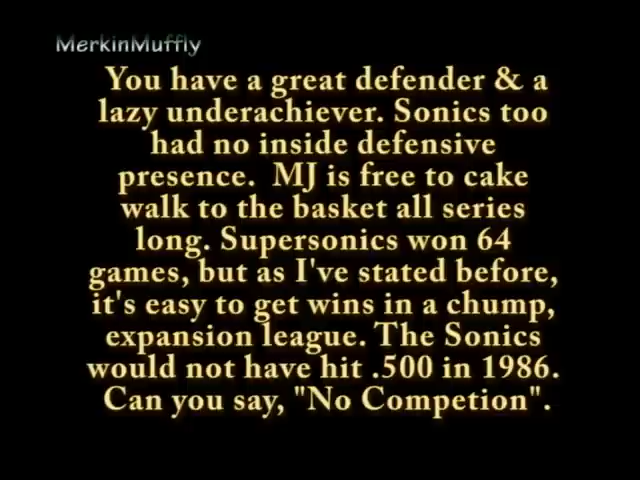 MerkinMuffly
You have a great defender & a
lazy underachiever. Sonics too
had no inside defensive
presence. MJ is free to cake
walk to the basket all series
long. Supersonics won 64
games, but as I've stated before,
it's easy to get wins in a chump,
expansion league. The Sonics
would not have hit .500 in 1986.
Can you say, "No Competion".